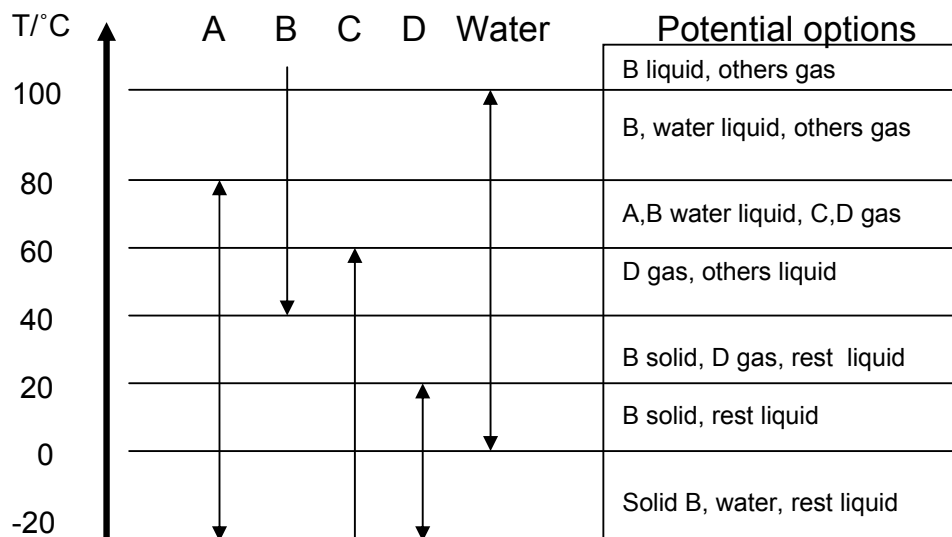 T/˚C A B C D Water Potential options
B liquid, others gas
100
B, water liquid, others gas
80
A,B water liquid, C,D gas
60
D gas, others liquid
40
B solid, D gas, rest liquid
20
B solid, rest liquid
0
Solid B, water, rest liquid
-20